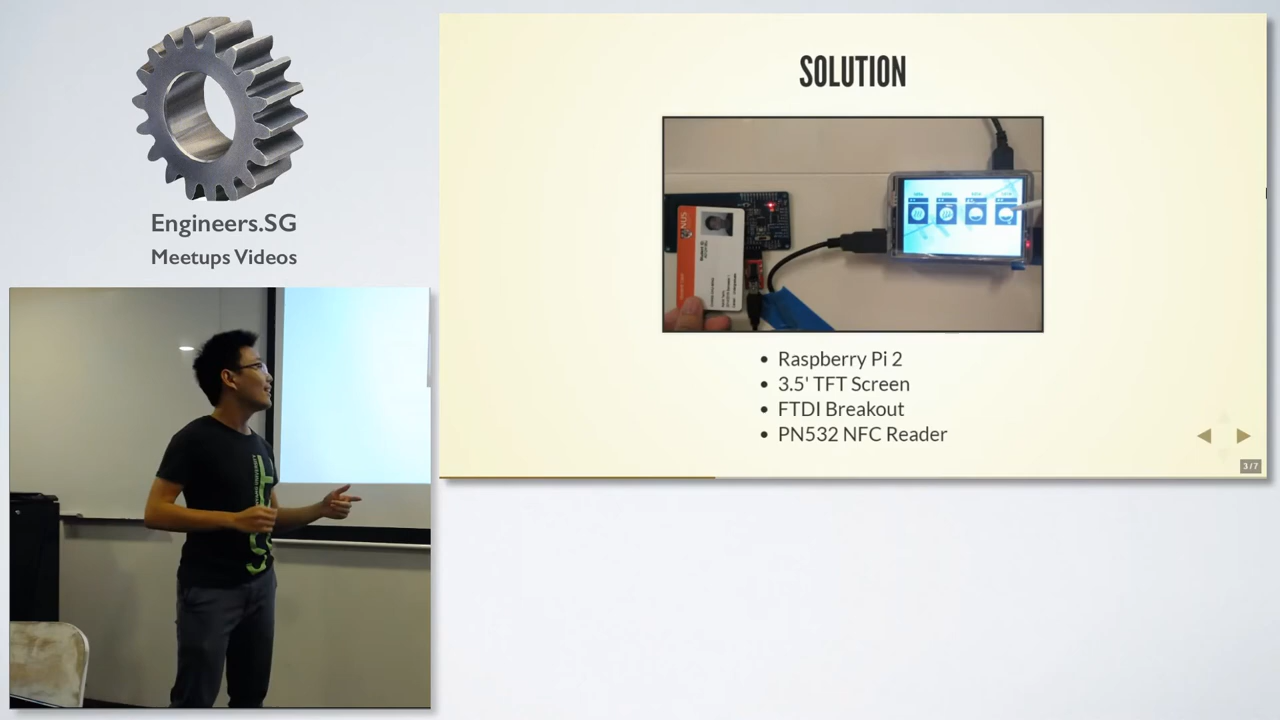 Engineers.SG
Meetups Videos
SOLUTION
NUS
Raspberry Pi 2
3.5' TFT Screen
FTDI Breakout
PN532 NFC Reader
3/7